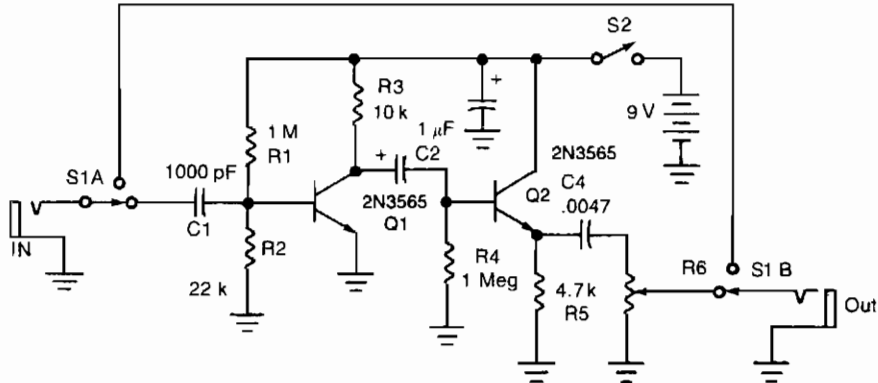 S2
R3
10 k
+
9 V
1 M
R1
1 µF
+
C2
2N3565
S1A
1000 pF
2N3565
Q1
Q2
C4
.0047
C1
IN
R2
R4
1 Meg
R6
S1 B
22 k
4.7 k
R5
Out